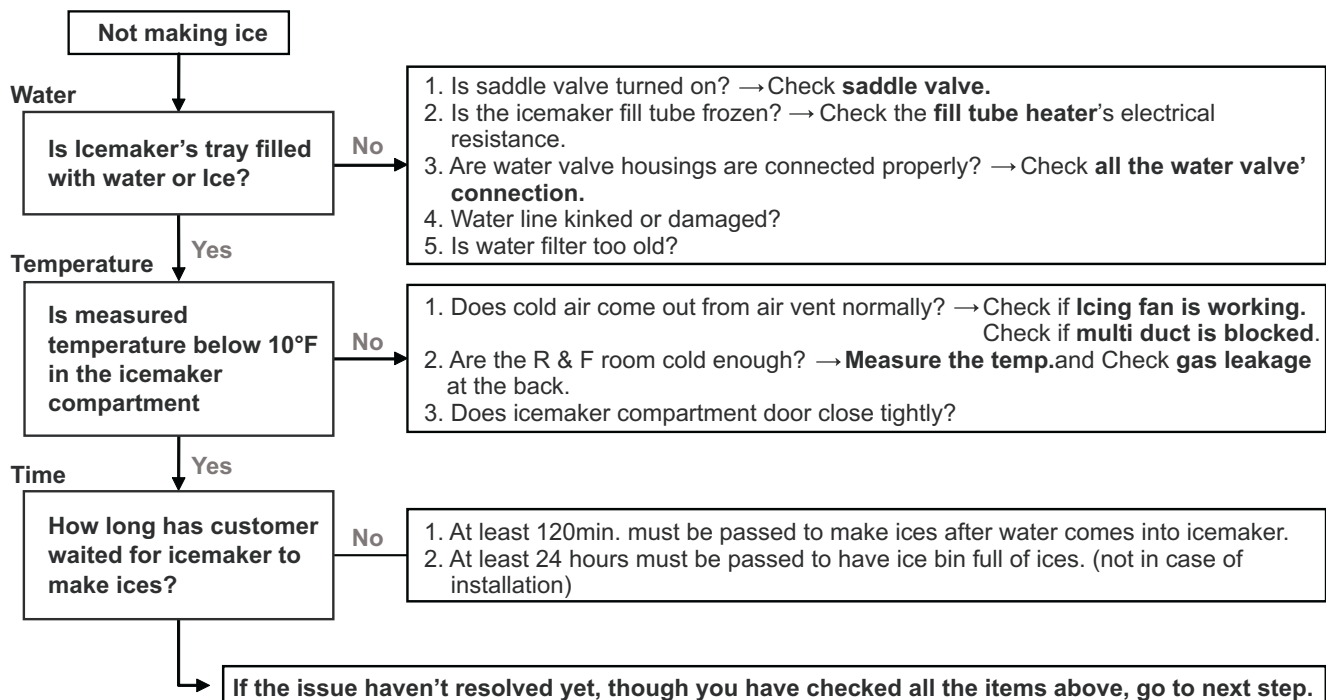 Not making ice
Water
Is Icemaker's tray filled
with water or Ice?
No
1. Is saddle valve turned on? → Check saddle valve.
2. Is the icemaker fill tube frozen? → Check the fill tube heater's electrical
resistance.
3. Are water valve housings are connected properly? → Check all the water valve'
connection.
4. Water line kinked or damaged?
5. Is water filter too old?
Yes
Temperature
Is measured
temperature below 10°F
in the icemaker
compartment
No
1. Does cold air come out from air vent normally? → Check if Icing fan is working.
Check if multi duct is blocked.
2. Are the R & F room cold enough? → Measure the temp.and Check gas leakage
at the back.
3. Does icemaker compartment door close tightly?
Yes
Time
How long has customer
waited for icemaker to
make ices?
No
1. At least 120min. must be passed to make ices after water comes into icemaker.
2. At least 24 hours must be passed to have ice bin full of ices. (not in case of
installation)
If the issue haven't resolved yet, though you have checked all the items above, go to next step.